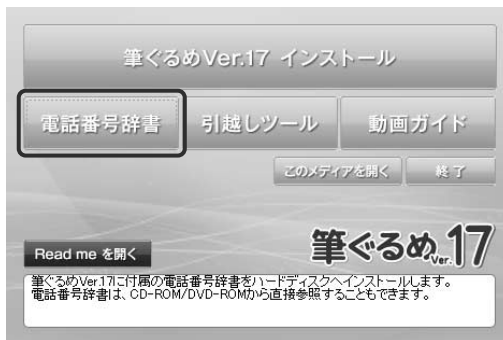 筆ぐるめVer.17 インストール
電話番号辞書 引越しツール 動画ガイド
このメディアを開く 終了
Read me を開く
筆ぐるめ Ver.17
筆ぐるめVer.17に付属の電話番号辞書をハードディスクへインストールします。
電話番号辞書は、CD-ROM/DVD-ROMから直接参照することもできます。